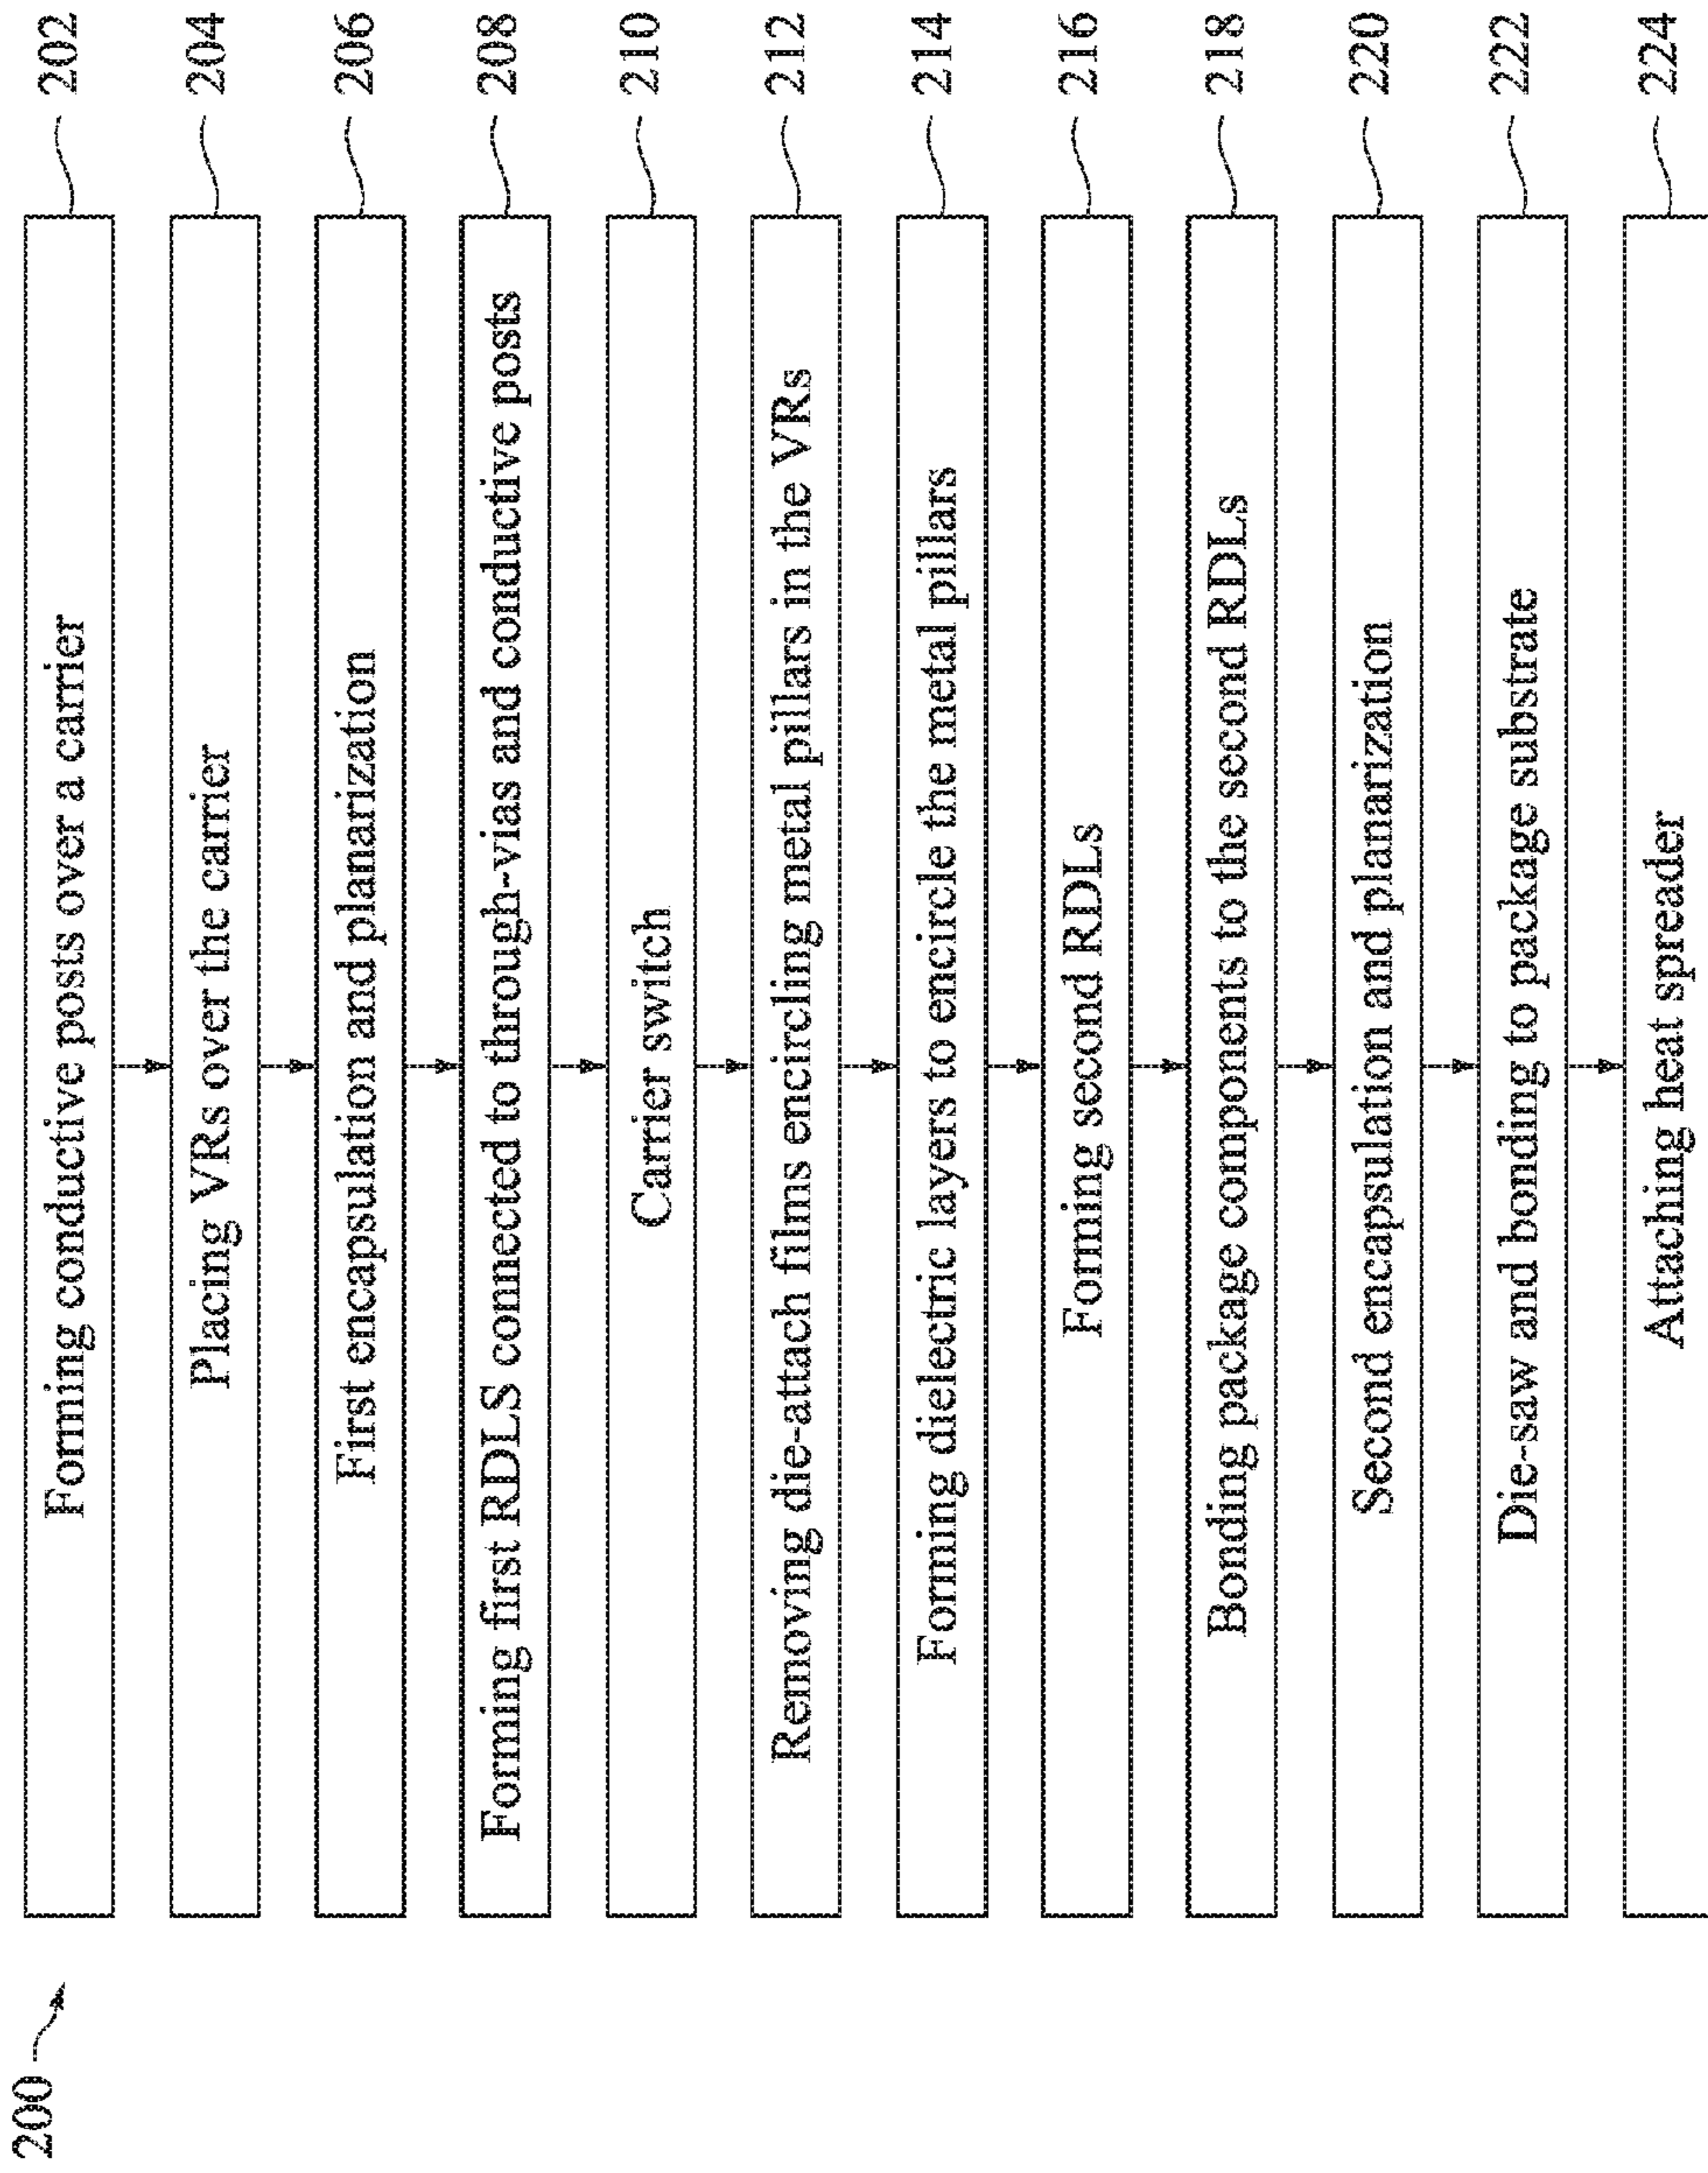 200
Forming conductive posts over a carrier 202
Placing VRs over the carrier 204
First encapsulation and planarization 206
Forming first RDLS connected to through-vias and conductive posts 208
Carrier switch 210
Removing die-attach films encircling metal pillars in the VRs 212
Forming dielectric layers to encircle the metal pillars 214
Forming second RDLs 216
Bonding package components to the second RDLs 218
Second encapsulation and planarization 220
Die-saw and bonding to package substrate 222
Attaching heat spreader 224